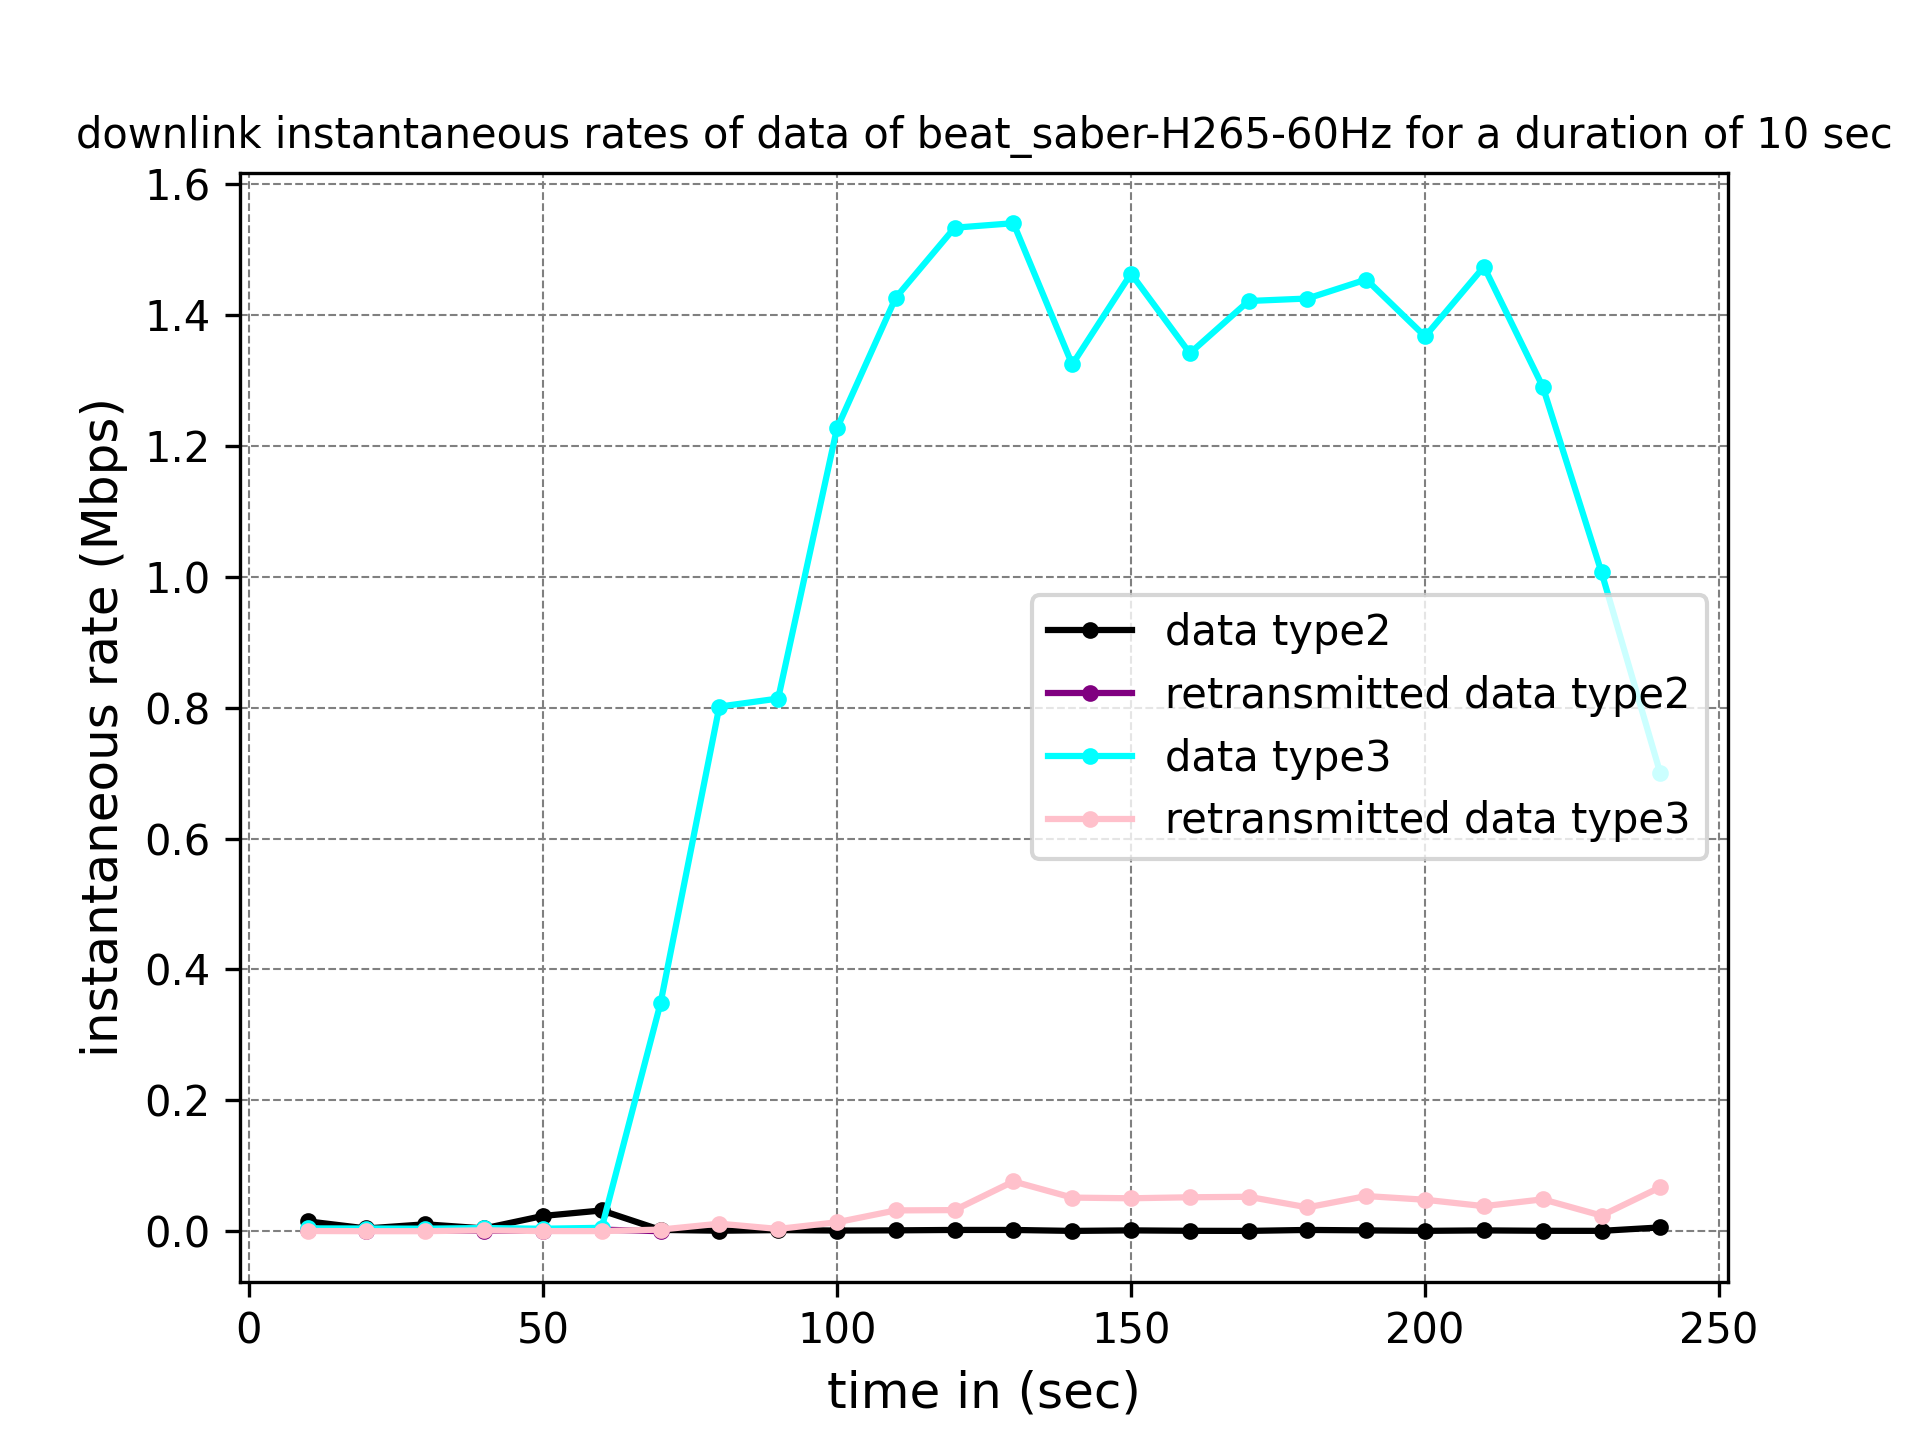 downlink instantaneous rates of data of beat_saber-H265-60Hz for a duration of 10 sec
instantaneous rate (Mbps)
1.6
1.4
1.2
1.0
0.8
0.6
0.4
0.2
0.0
data type2
retransmitted data type2
data type3
retransmitted data type3
0 50 100 150 200 250
time in (sec)